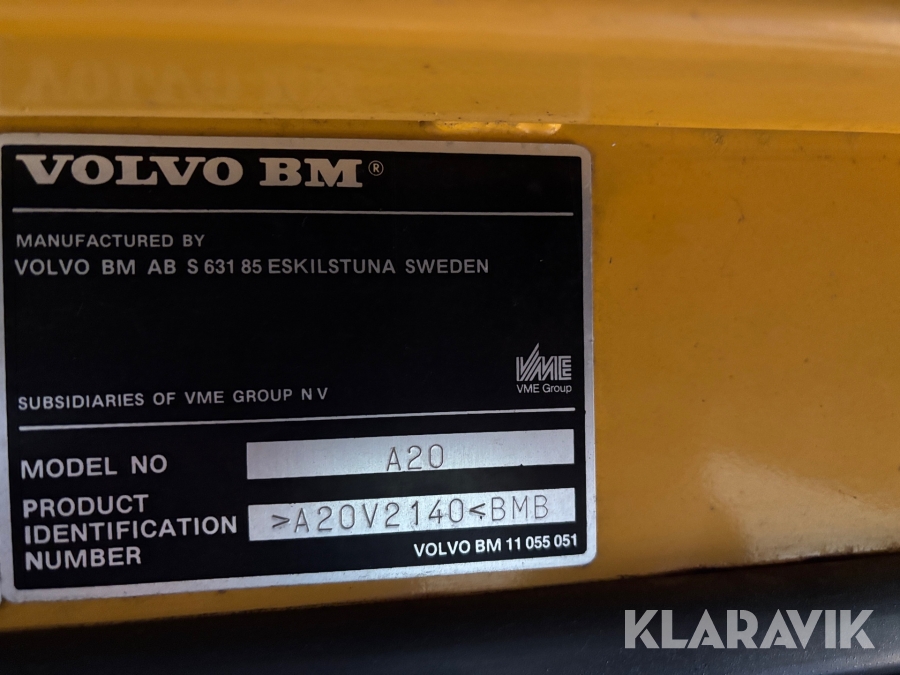 VOLVO BM®
MANUFACTURED BY
VOLVO BM AB S 631 85 ESKILSTUNA SWEDEN
VME
VME Group
SUBSIDIARIES OF VME GROUP N V
MODEL NO
A20
PRODUCT
IDENTIFICATION
NUMBER
>A20V2140<BMB
VOLVO BM 11 055 051
KLARAVIK